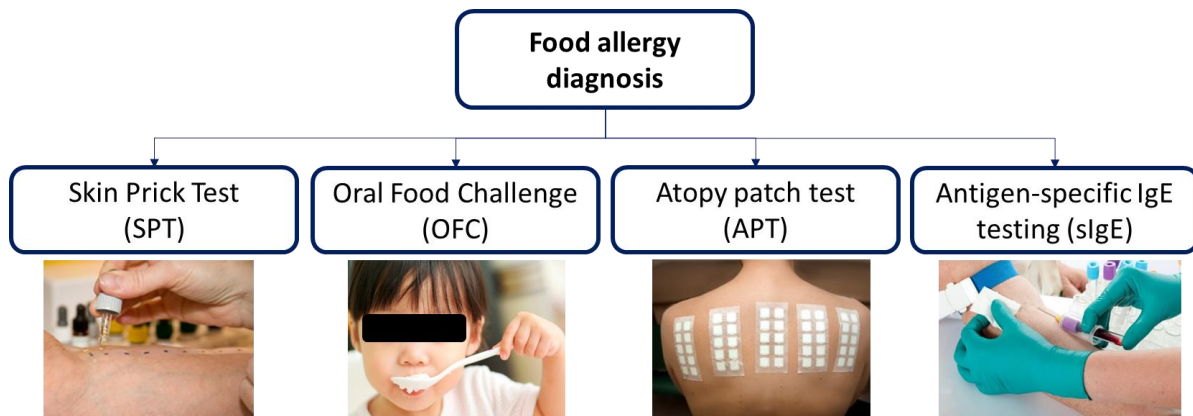 Food allergy
diagnosis
Skin Prick Test
(SPT)
Oral Food Challenge
(OFC)
Atopy patch test
(APT)
Antigen-specific IgE
testing (sIgE)